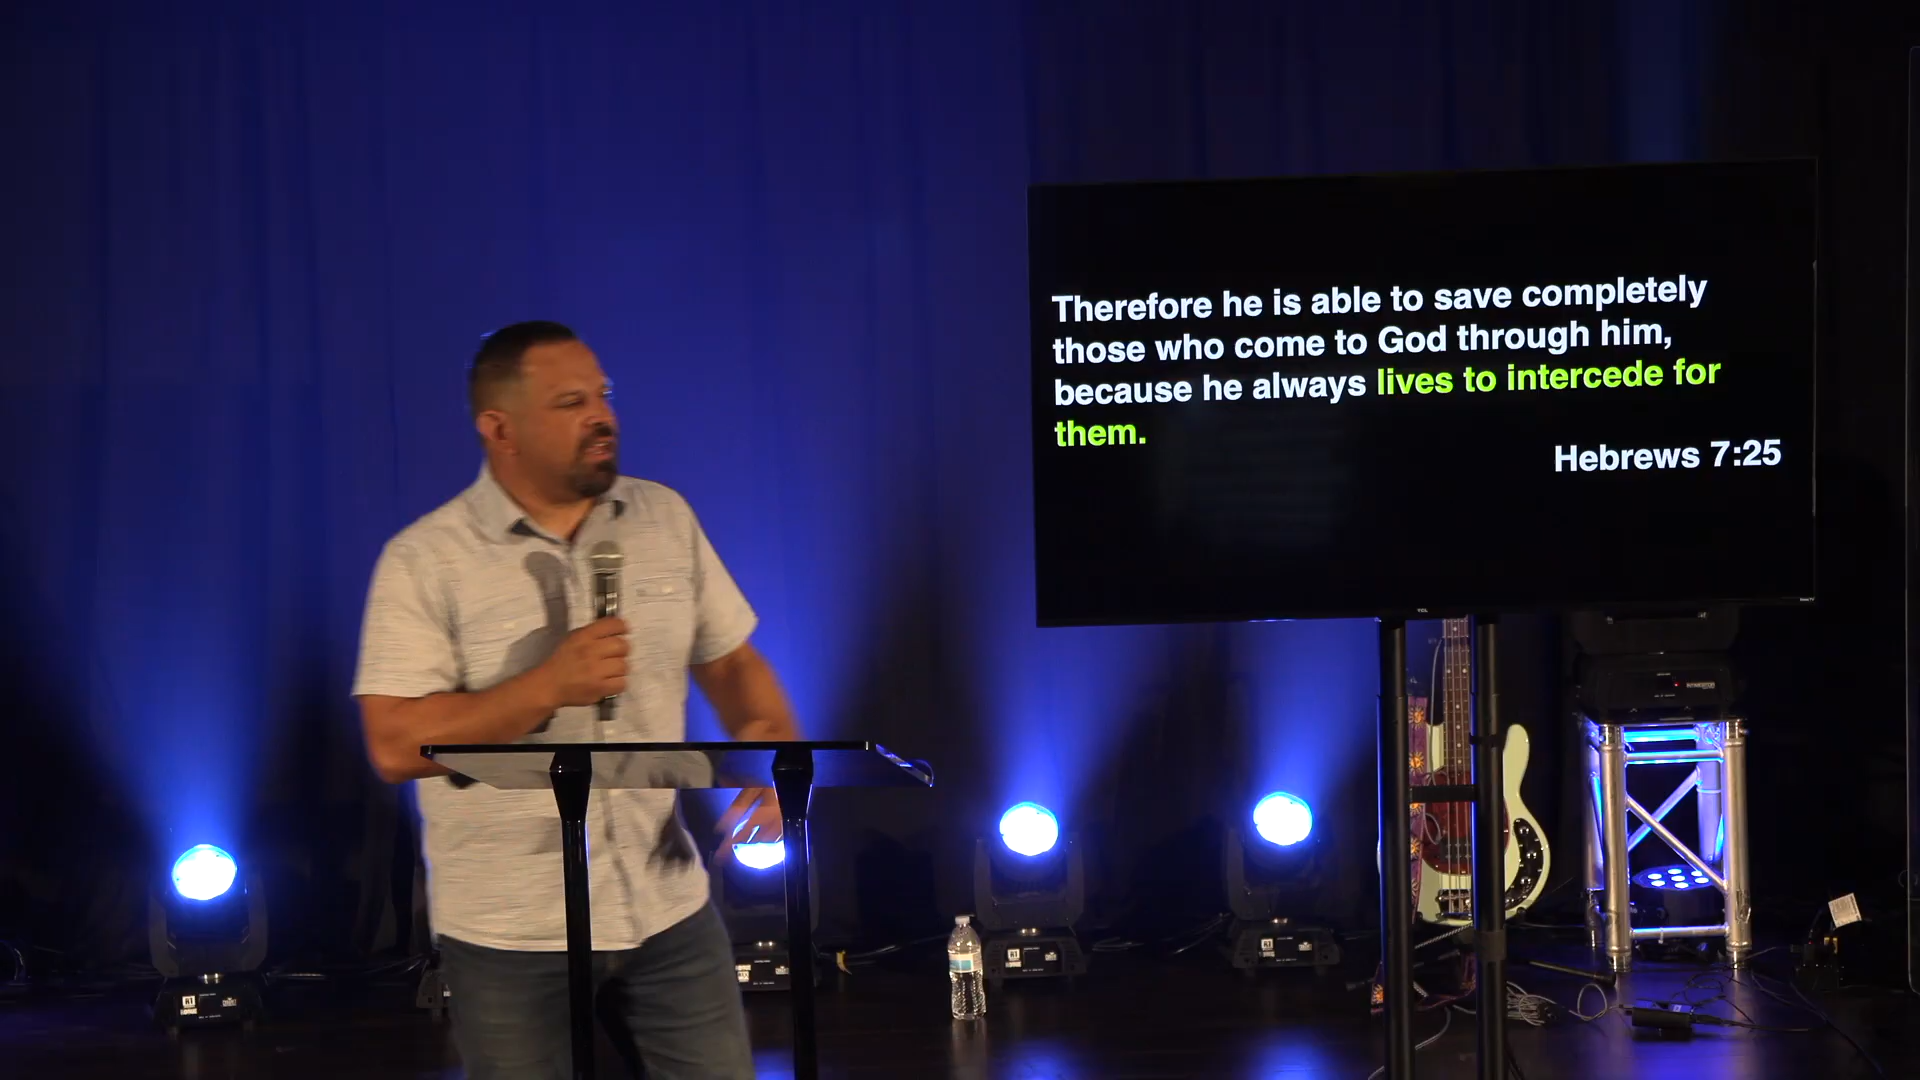 Therefore he is able to save completely
those who come to God through him,
because he always lives to intercede for
them.
Hebrews 7:25
TCL